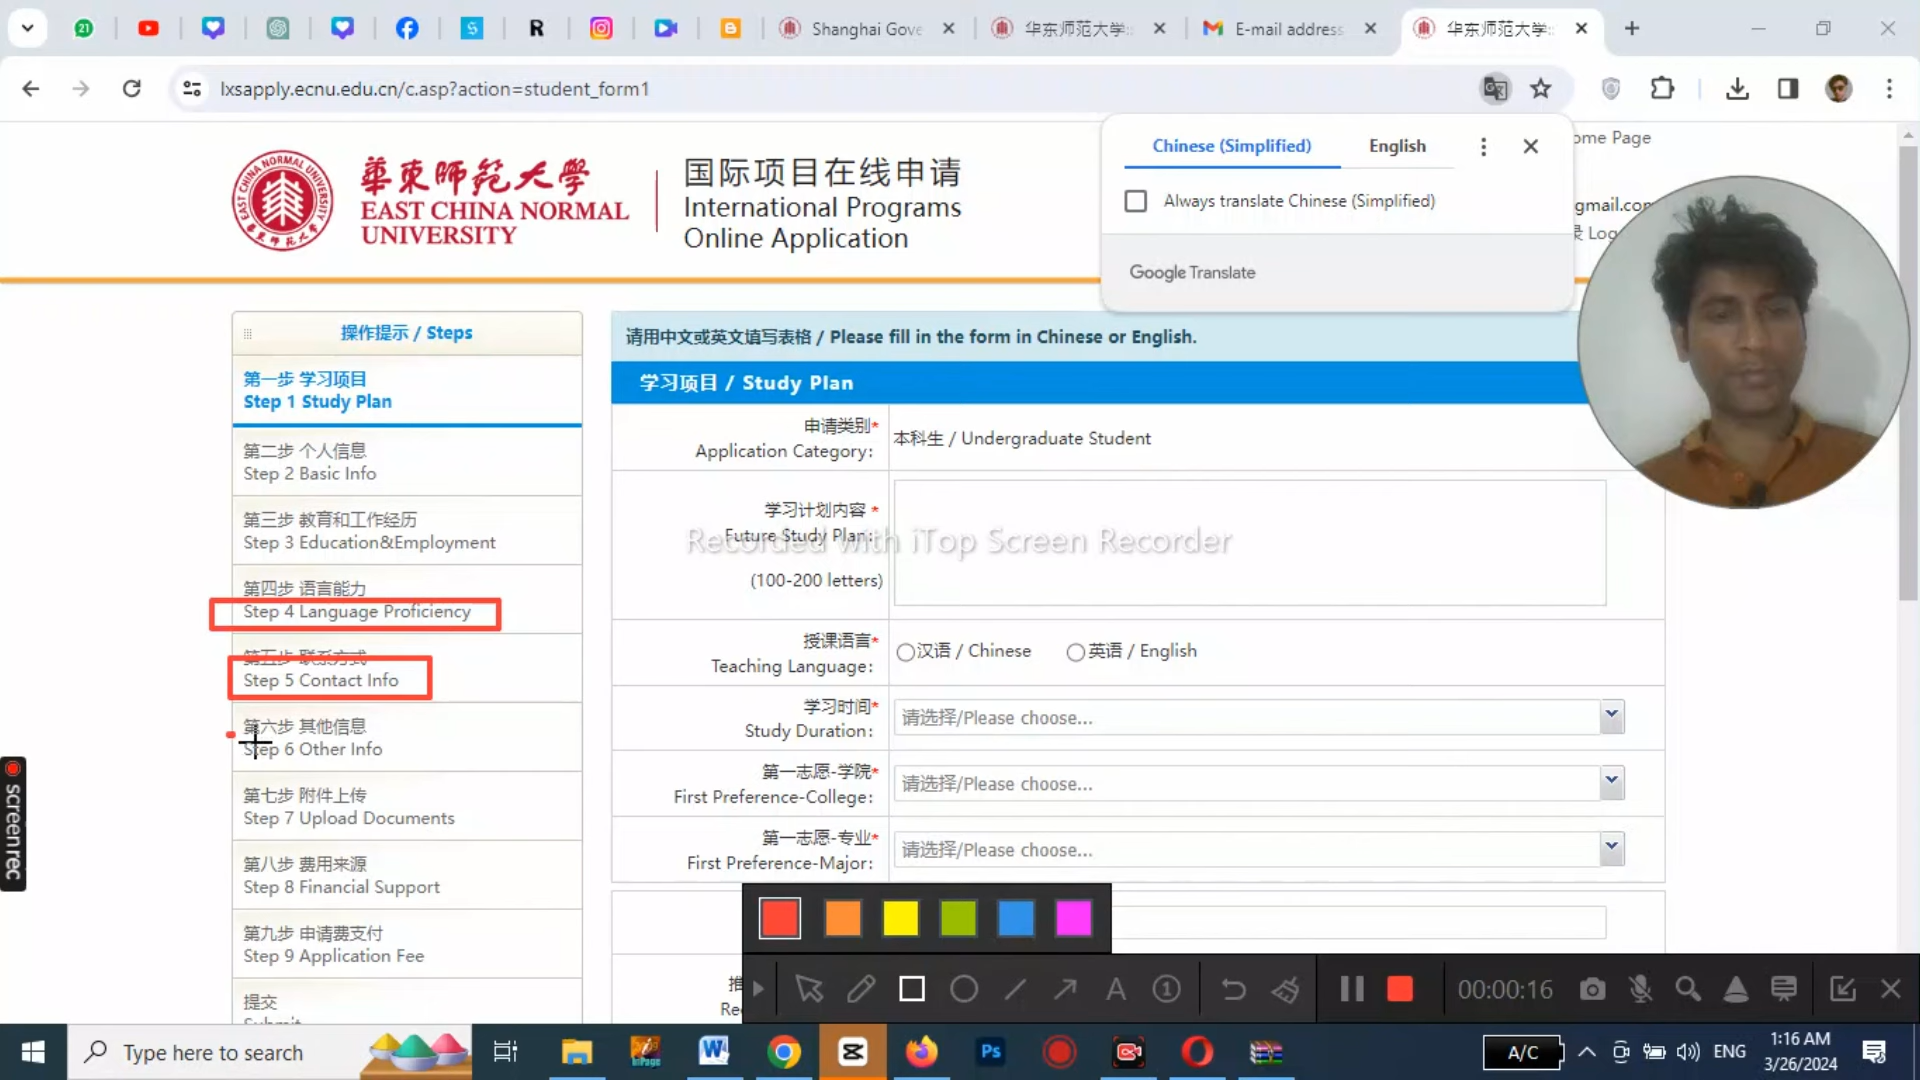 Shanghai Gove
华东师范大学::
E-mail address
华东师范大学::
lxsapply.ecnu.edu.cn/c.asp?action=student_form1
Chinese (Simplified)
English
Always translate Chinese (Simplified)
Google Translate
ome Page
gmail.com
录 Log
華東師範大學
EAST CHINA NORMAL
UNIVERSITY
国际项目在线申请
International Programs
Online Application
操作提示 / Steps
第一步 学习项目
Step 1 Study Plan
第二步 个人信息
Step 2 Basic Info
第三步 教育和工作经历
Step 3 Education&Employment
第四步 语言能力
Step 4 Language Proficiency
第五步 联系方式
Step 5 Contact Info
第六步 其他信息
Step 6 Other Info
第七步 附件上传
Step 7 Upload Documents
第八步 费用来源
Step 8 Financial Support
第九步 申请费支付
Step 9 Application Fee
提交
Submit
请用中文或英文填写表格 / Please fill in the form in Chinese or English.
学习项目 / Study Plan
申请类别*
Application Category:
本科生 / Undergraduate Student
学习计划内容 *
Future Study Plan:
(100-200 letters)
Recorded with iTop Screen Recorder
授课语言*
Teaching Language:
汉语 / Chinese
英语 / English
学习时间*
Study Duration:
请选择/Please choose...
第一志愿-学院*
First Preference-College:
请选择/Please choose...
第一志愿-专业*
First Preference-Major:
请选择/Please choose...
推
Rec
00:00:16
screenrec
Type here to search
A/C
ENG
1:16 AM
3/26/2024